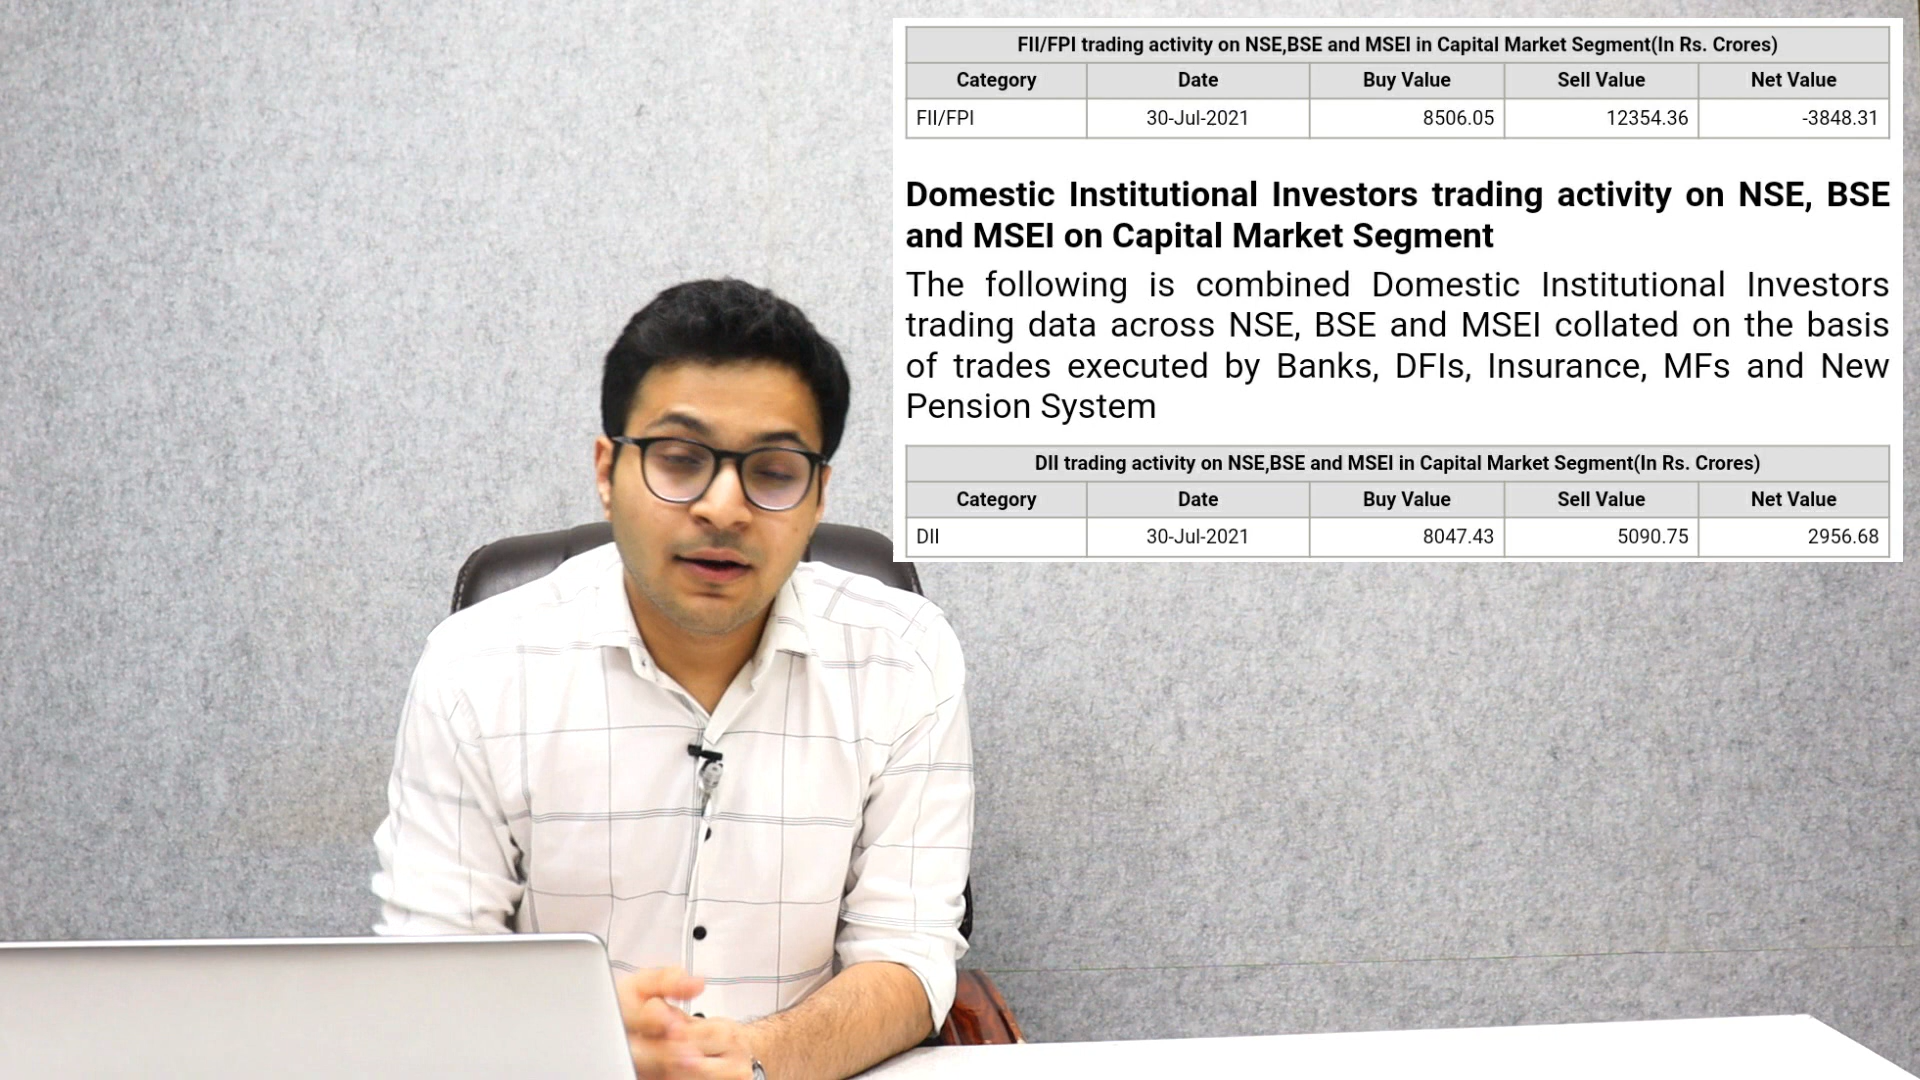 FII/FPI trading activity on NSE,BSE and MSEI in Capital Market Segment(In Rs. Crores)
Category Date Buy Value Sell Value Net Value
FII/FPI 30-Jul-2021 8506.05 12354.36 -3848.31
Domestic Institutional Investors trading activity on NSE, BSE
and MSEI on Capital Market Segment
The following is combined Domestic Institutional Investors
trading data across NSE, BSE and MSEI collated on the basis
of trades executed by Banks, DFIs, Insurance, MFs and New
Pension System
DII trading activity on NSE,BSE and MSEI in Capital Market Segment(In Rs. Crores)
Category Date Buy Value Sell Value Net Value
DII 30-Jul-2021 8047.43 5090.75 2956.68